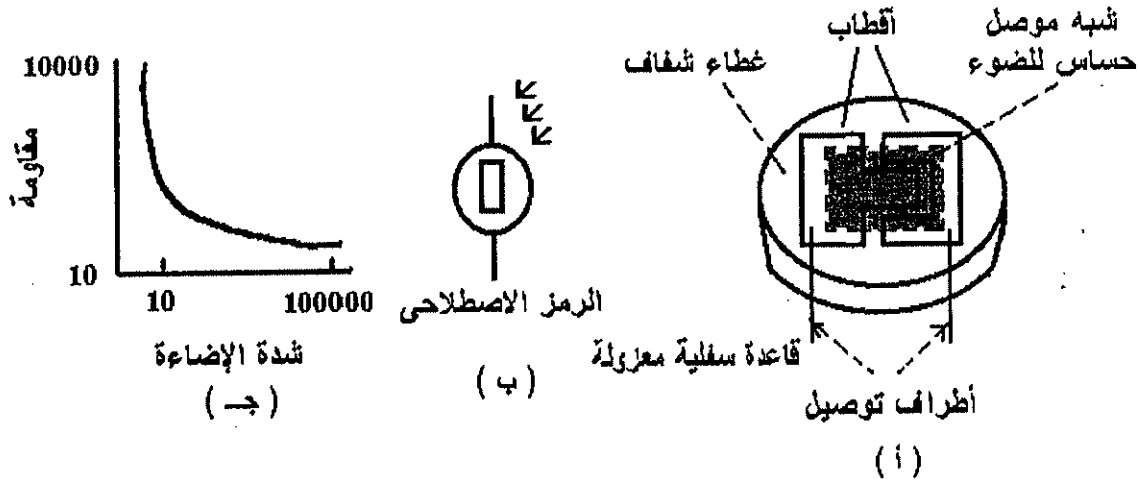 أقطاب
شبه موصل
حساس للضوء
غطاء شفاف
قاعدة سفلية معزولة
أطراف توصيل
( أ )
الرمز الاصطلاحى
( ب )
10000
مقاومة
10
10
100000
شدة الإضاءة
( جـ )